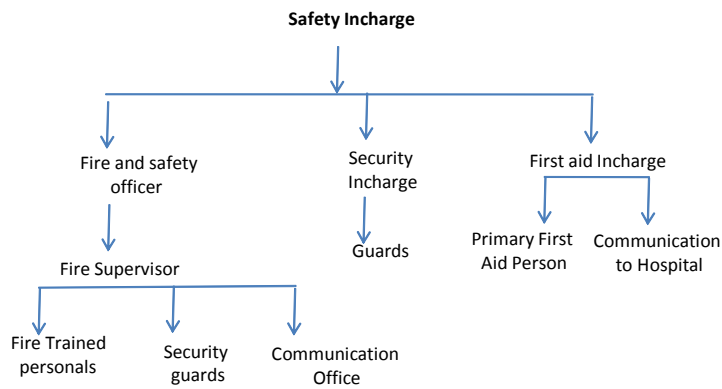 Safety Incharge
Fire and safety
officer
Security
Incharge
First aid Incharge
Fire Supervisor
Guards
Primary First
Aid Person
Communication
to Hospital
Fire Trained
personals
Security
guards
Communication
Office